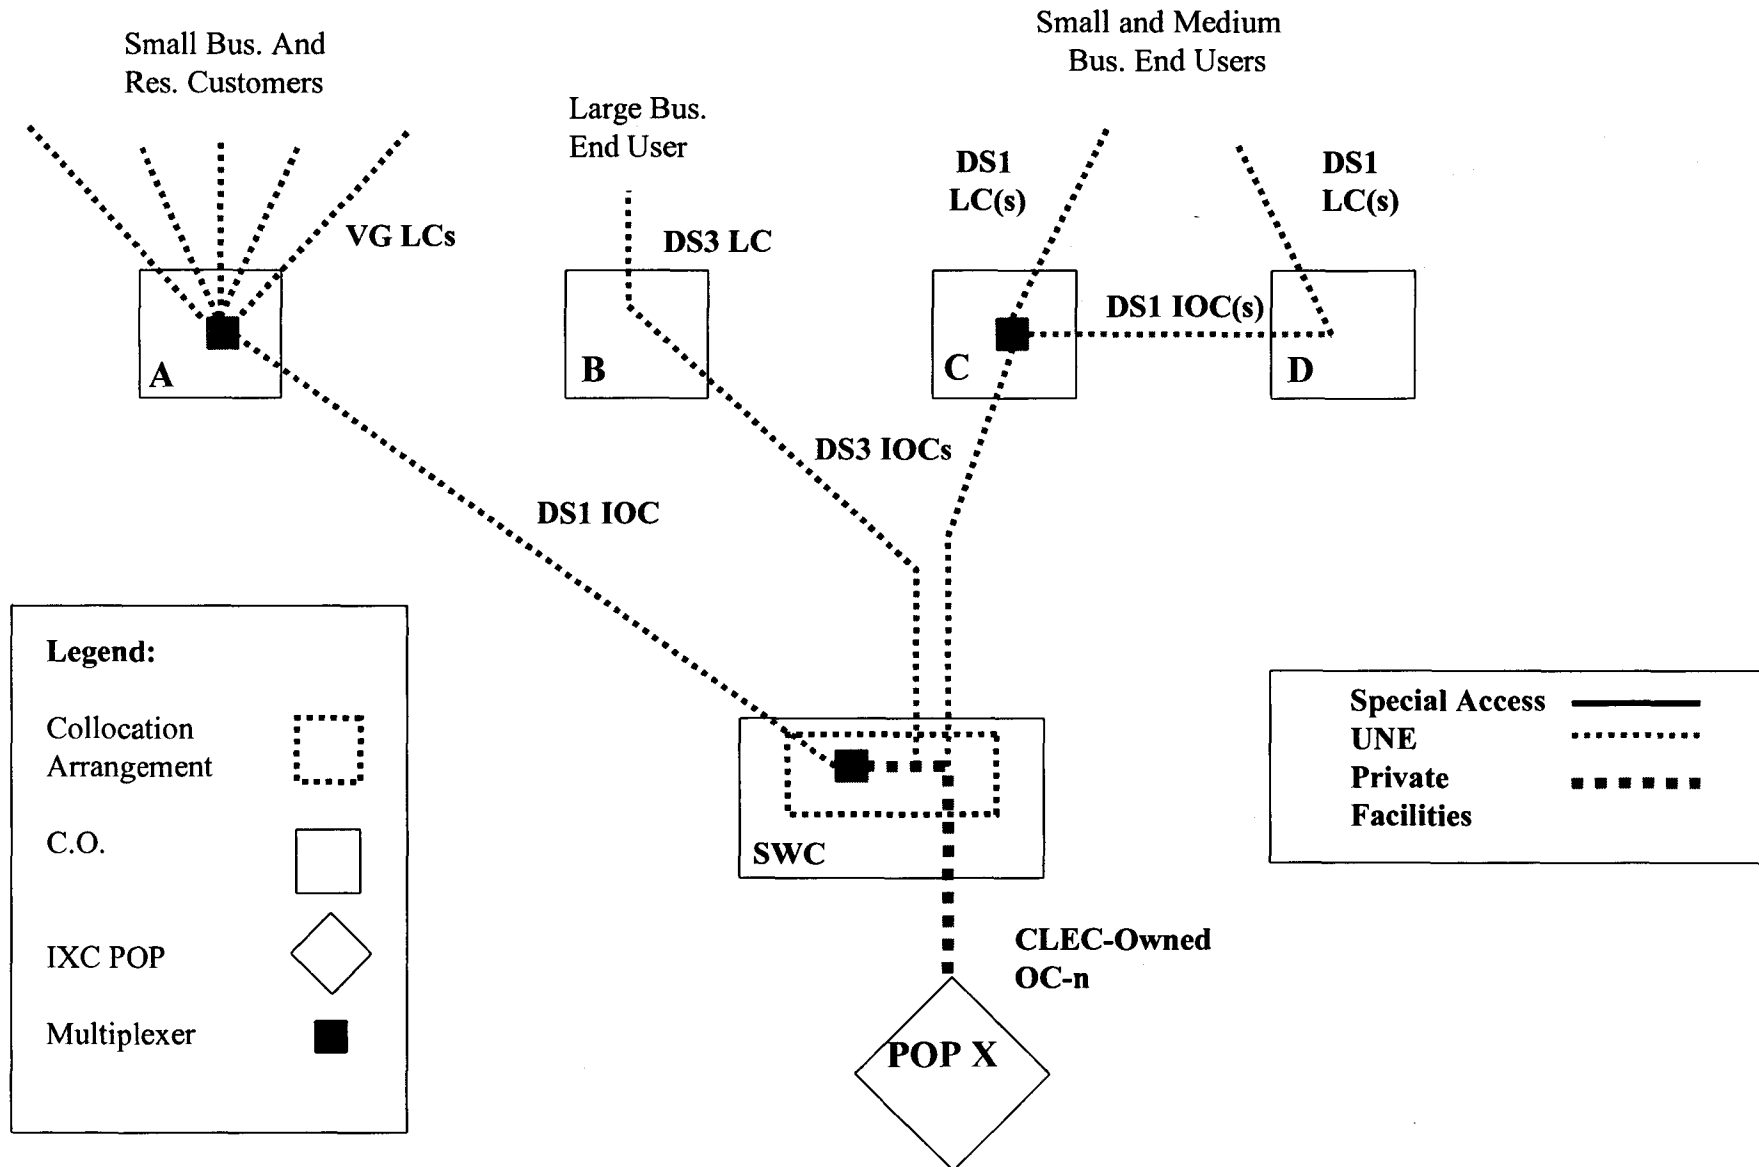 Small Bus. And
Res. Customers
Large Bus.
End User
Small and Medium
Bus. End Users
VG LCs
DS3 LC
DS1
LC(s)
DS1
LC(s)
DS1 IOC(s)
A
B
C
D
DS3 IOCs
DS1 IOC
Legend:
Collocation
Arrangement
C.O.
IXC POP
Multiplexer
Special Access
UNE
Private
Facilities
SWC
CLEC-Owned
OC-n
POP X